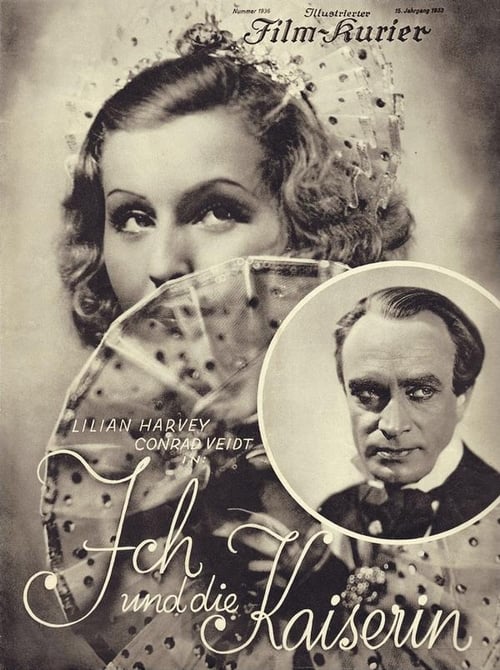 Nummer 1936
Illustrierter
15. Jahrgang 1933
Film-Kurier
LILIAN HARVEY
CONRAD VEIDT
IN:
Ich
und die
Kaiserin